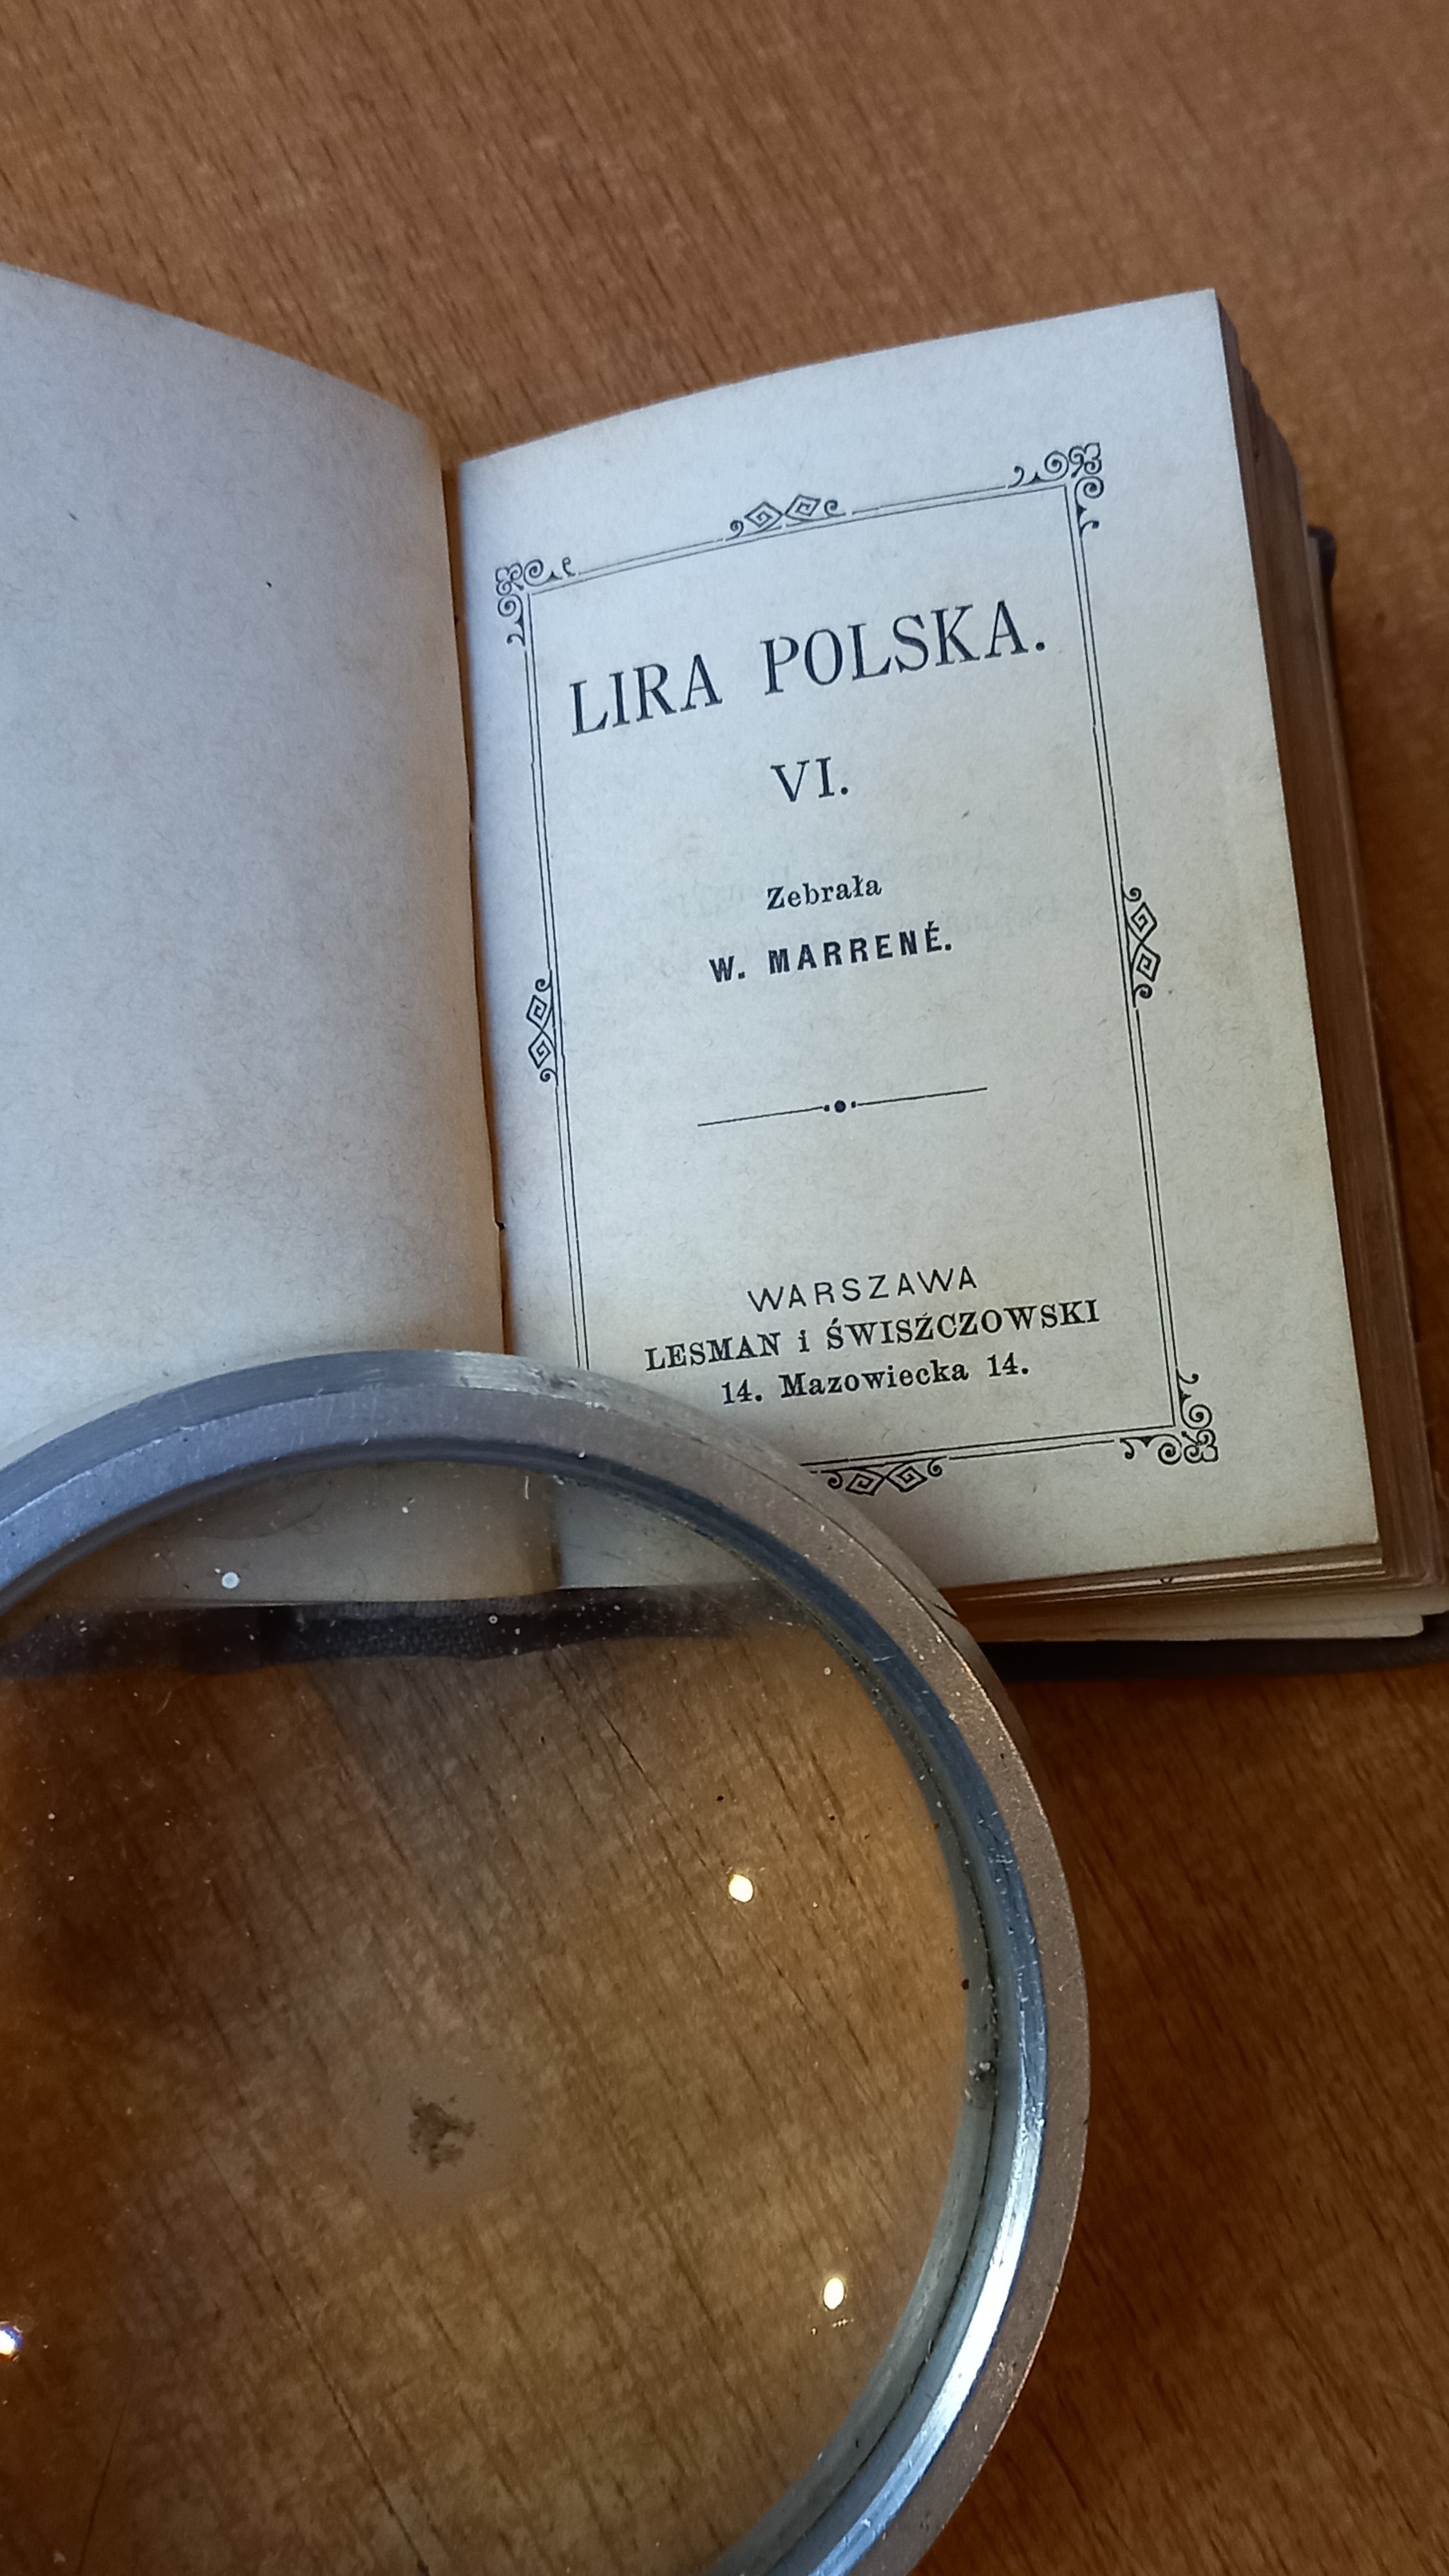 LIRA POLSKA.
VI.
Zebrała
W. MARRENÉ.
WARSZAWA
LESMAN i ŚWISŹCZOWSKI
14. Mazowiecka 14.